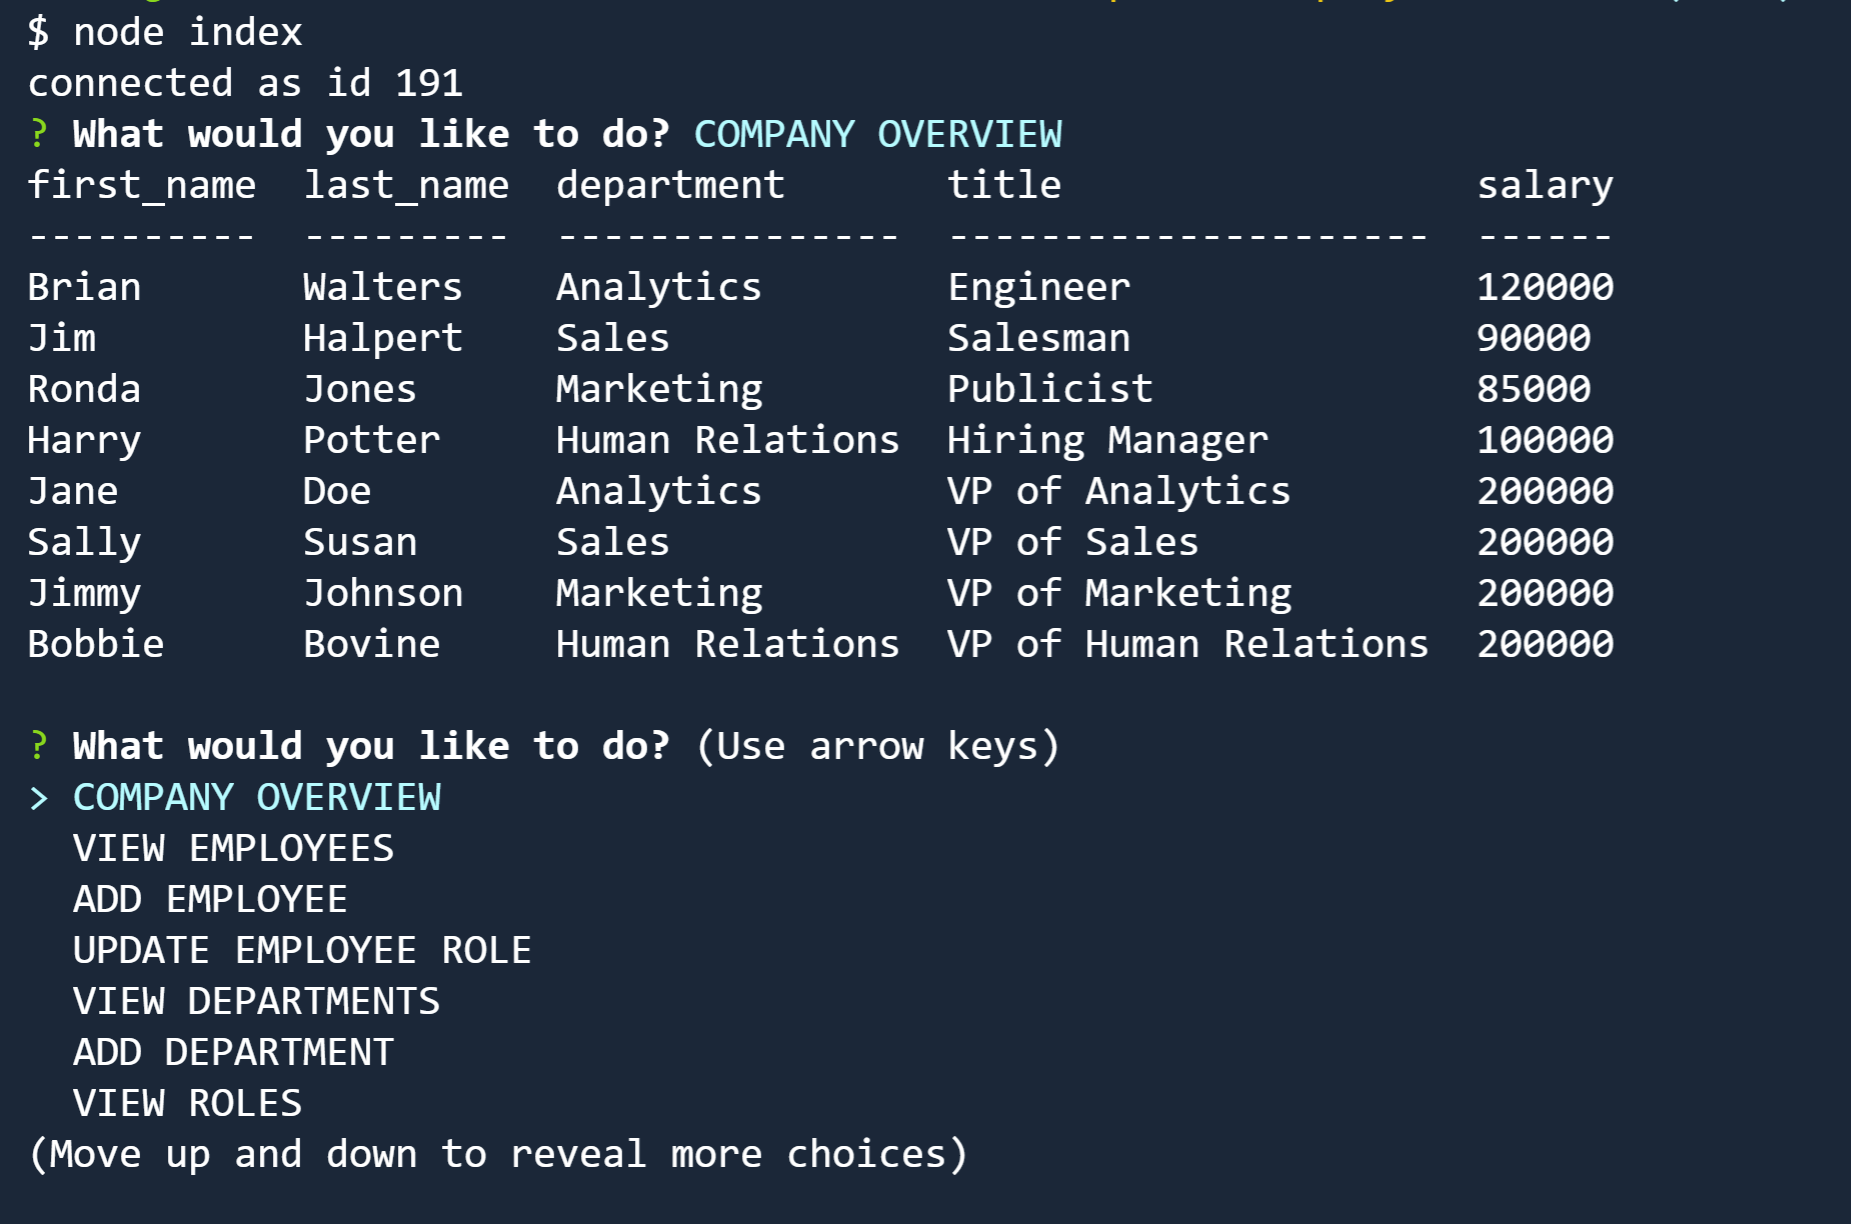 $ node index
connected as id 191
? What would you like to do? COMPANY OVERVIEW
first_name  last_name  department       title                  salary
----------  ---------  ---------------  ---------------------  ------
Brian       Walters    Analytics        Engineer               120000
Jim         Halpert    Sales            Salesman               90000
Ronda       Jones      Marketing        Publicist              85000
Harry       Potter     Human Relations  Hiring Manager         100000
Jane        Doe        Analytics        VP of Analytics        200000
Sally       Susan      Sales            VP of Sales            200000
Jimmy       Johnson    Marketing        VP of Marketing        200000
Bobbie      Bovine     Human Relations  VP of Human Relations  200000
? What would you like to do? (Use arrow keys)
> COMPANY OVERVIEW
  VIEW EMPLOYEES
  ADD EMPLOYEE
  UPDATE EMPLOYEE ROLE
  VIEW DEPARTMENTS
  ADD DEPARTMENT
  VIEW ROLES
(Move up and down to reveal more choices)